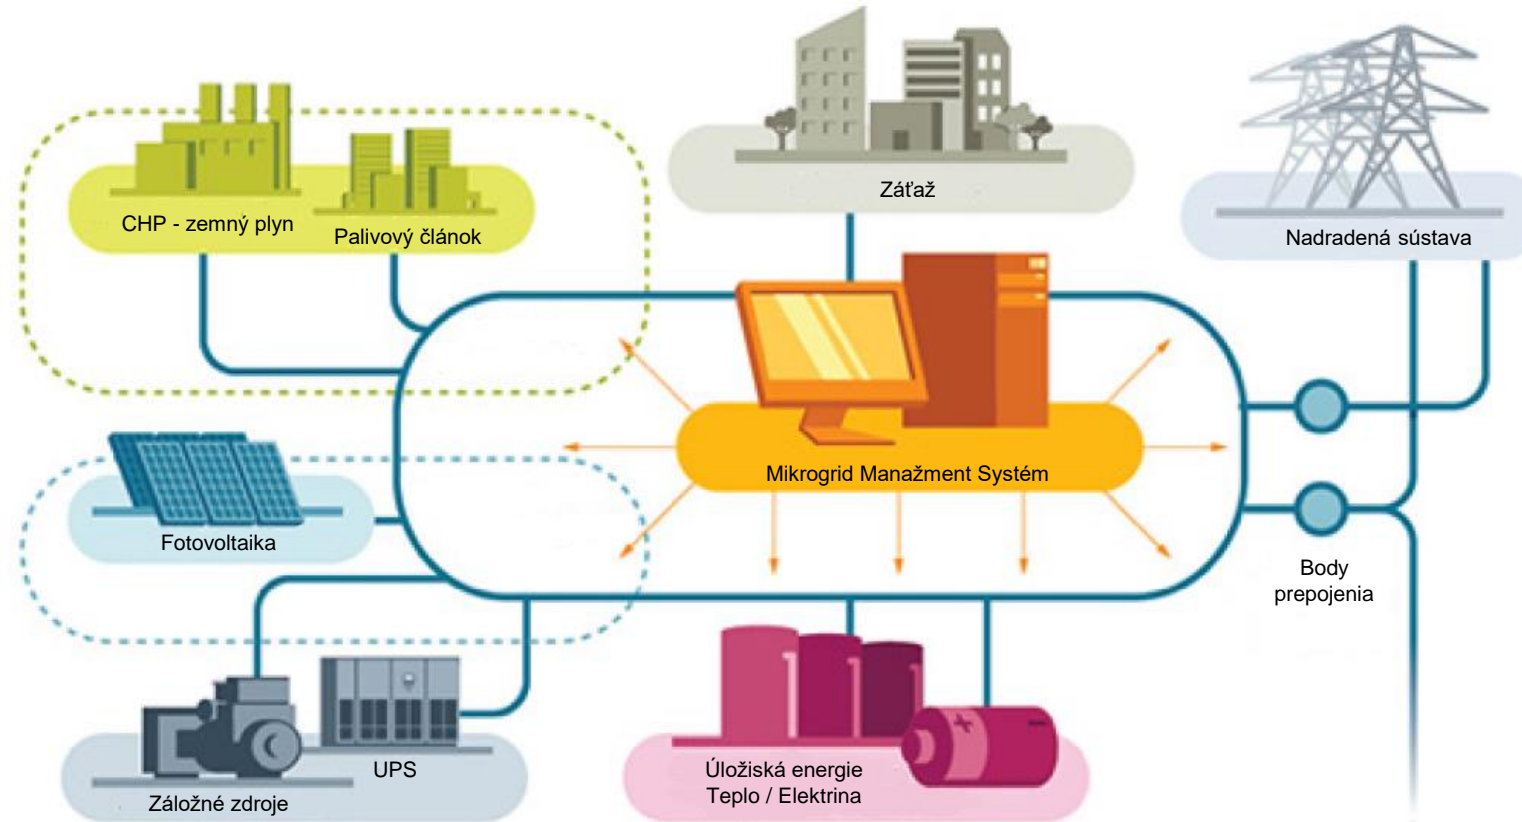 Záťaž
CHP - zemný plyn
Palivový článok
Nadradená sústava
Mikrogrid Manažment Systém
Fotovoltaika
Body
prepojenia
UPS
Záložné zdroje
Úložiská energie
Teplo / Elektrina